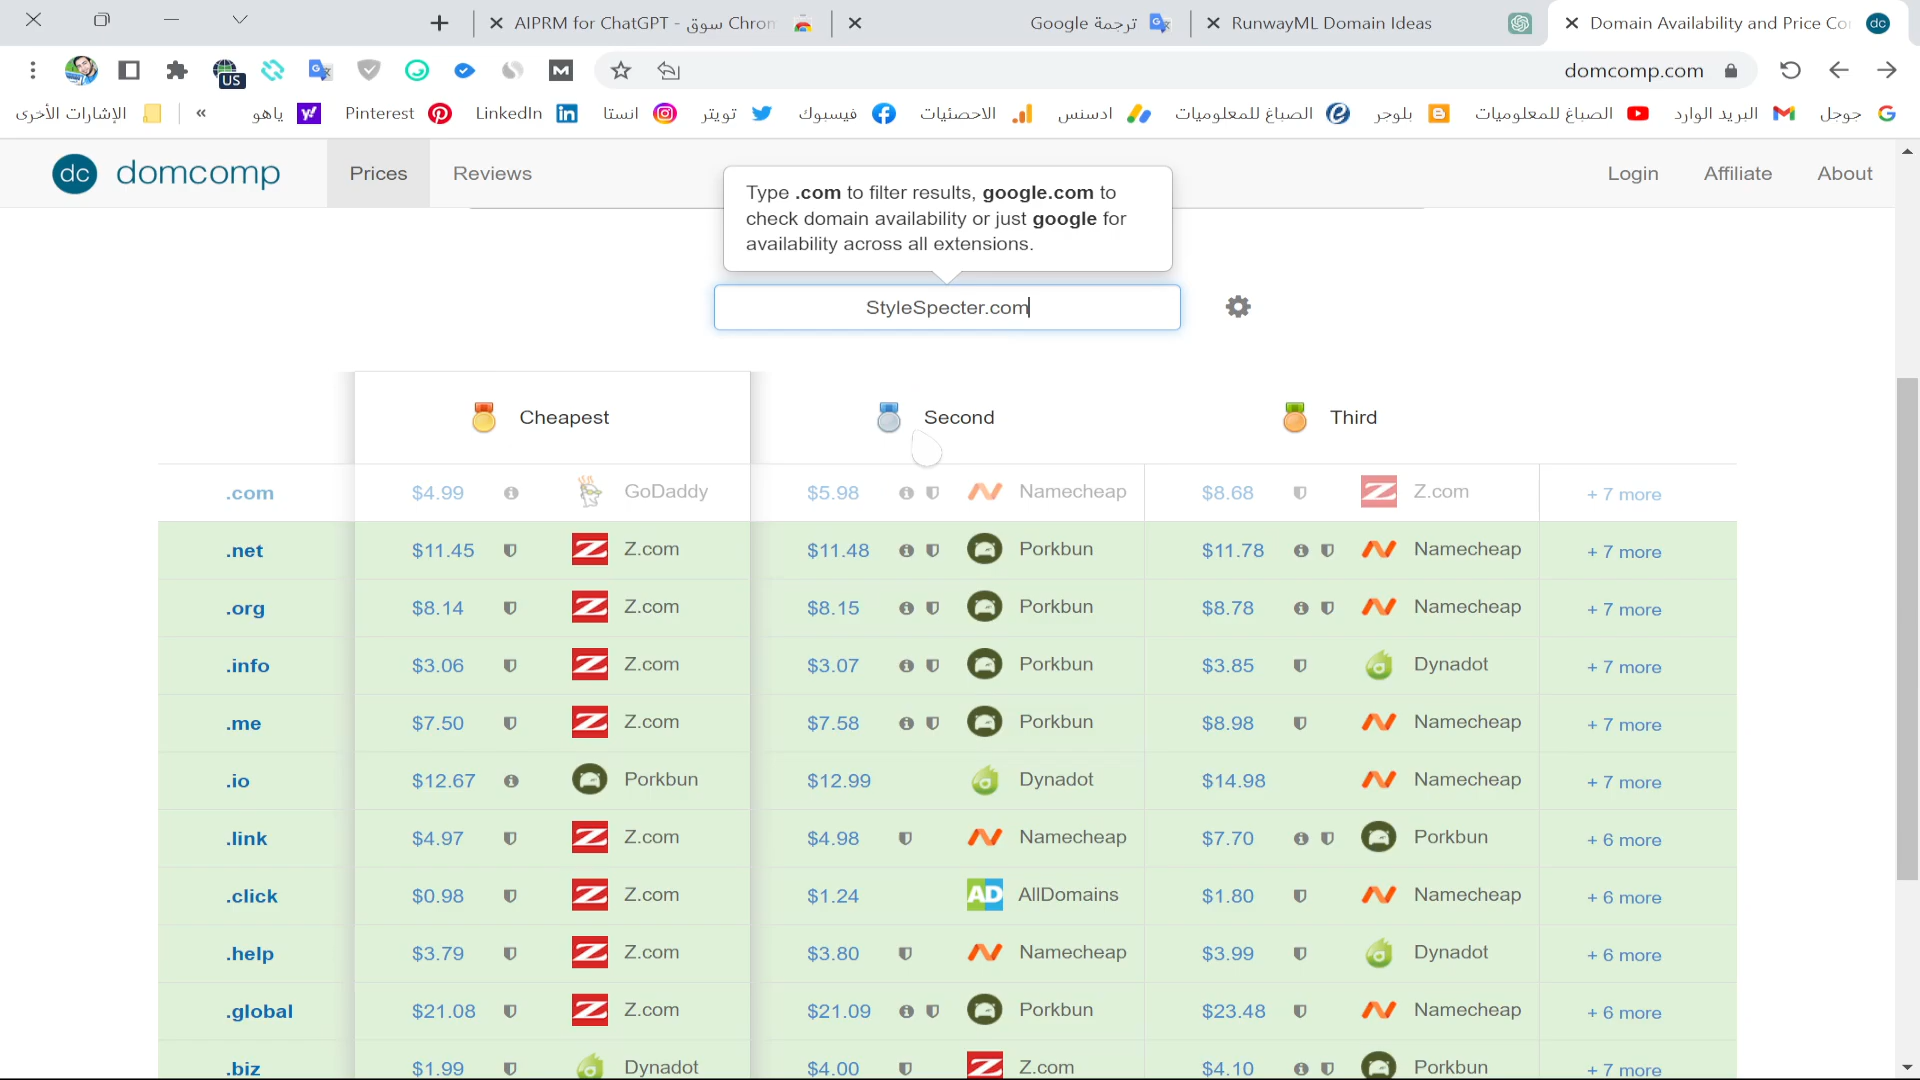 AIPRM for ChatGPT - سوق Chron
ترجمة Google
RunwayML Domain Ideas
Domain Availability and Price Co
dc
US
M
domcomp.com
الإشارات الأخرى
»
ياهو
Pinterest
LinkedIn
انستا
تويتر
فيسبوك
الاحصئيات
ادسنس
الصباغ للمعلوميات
بلوجر
الصباغ للمعلوميات
البريد الوارد
جوجل
dc domcomp
Prices
Reviews
Login
Affiliate
About
Type .com to filter results, google.com to
check domain availability or just google for
availability across all extensions.
StyleSpecter.com
Cheapest
Second
Third
.com $4.99 GoDaddy $5.98 Namecheap $8.68 Z.com + 7 more
.net $11.45 Z.com $11.48 Porkbun $11.78 Namecheap + 7 more
.org $8.14 Z.com $8.15 Porkbun $8.78 Namecheap + 7 more
.info $3.06 Z.com $3.07 Porkbun $3.85 Dynadot + 7 more
.me $7.50 Z.com $7.58 Porkbun $8.98 Namecheap + 7 more
.io $12.67 Porkbun $12.99 Dynadot $14.98 Namecheap + 7 more
.link $4.97 Z.com $4.98 Namecheap $7.70 Porkbun + 6 more
.click $0.98 Z.com $1.24 AD AllDomains $1.80 Namecheap + 6 more
.help $3.79 Z.com $3.80 Namecheap $3.99 Dynadot + 6 more
.global $21.08 Z.com $21.09 Porkbun $23.48 Namecheap + 6 more
.biz $1.99 Dynadot $4.00 Z.com $4.10 Porkbun + 7 more